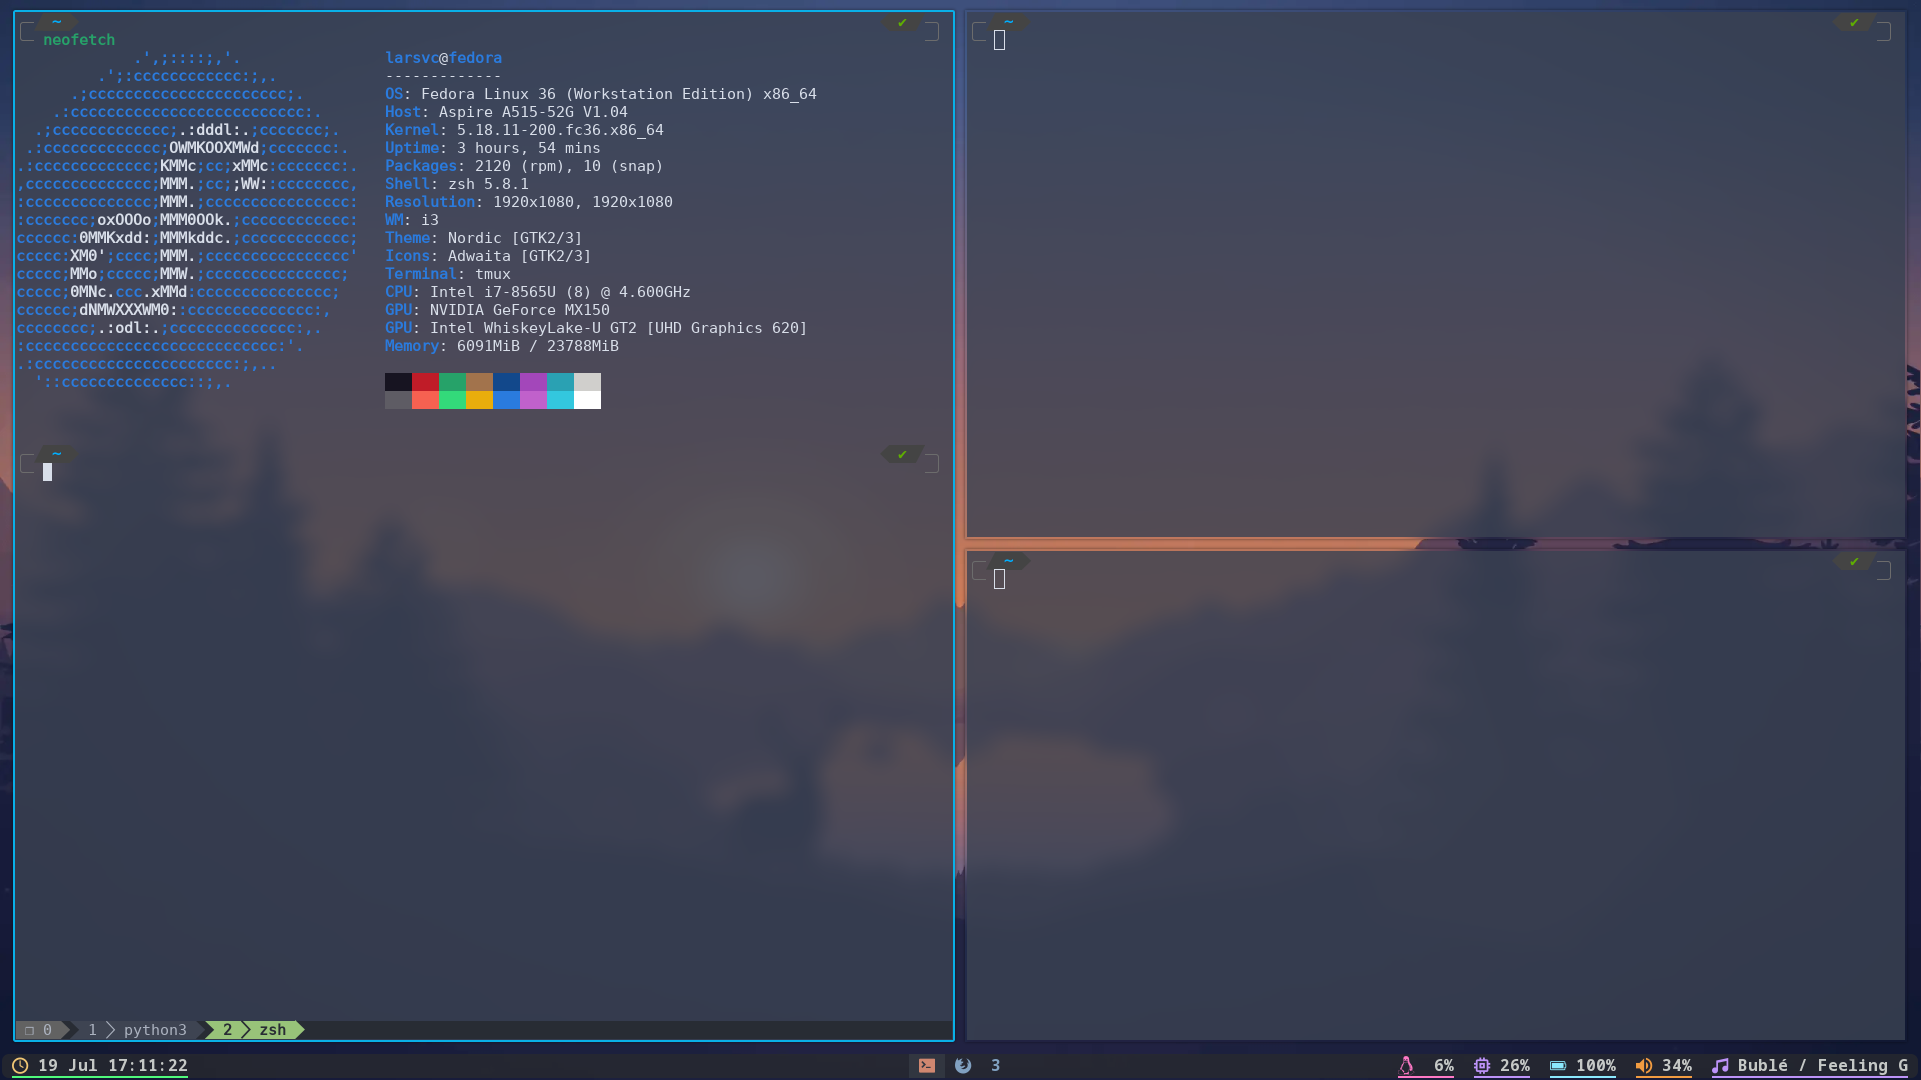 ~ ✔
neofetch
.',;::::;,'.
.';:cccccccccccc:;,.
.;cccccccccccccccccccccc;.
.:cccccccccccccccccccccccccc:.
.;ccccccccccccc;.:dddl:.;ccccccc;.
.:ccccccccccccc;OWMKOOXMWd;ccccccc:.
.:ccccccccccccc;KMMc;cc;xMMc:ccccccc:.
,cccccccccccccc;MMM.;cc;;WW::cccccccc,
:cccccccccccccc;MMM.;cccccccccccccccc:
:ccccccc;oxOOOo;MMM0OOk.;cccccccccccc:
cccccc:0MMKxdd:;MMMkddc.;cccccccccccc;
ccccc:XM0';cccc;MMM.;cccccccccccccccc'
ccccc;MMo;ccccc;MMW.;ccccccccccccccc;
ccccc;0MNc.ccc.xMMd:ccccccccccccccc;
cccccc;dNMWXXXWM0::cccccccccccccc:,
cccccccc;.:odl:.;cccccccccccccc:,.
:cccccccccccccccccccccccccccc:'.
.:cccccccccccccccccccccc:;,..
'::cccccccccccccc::;,.
larsvc@fedora
-------------
OS: Fedora Linux 36 (Workstation Edition) x86_64
Host: Aspire A515-52G V1.04
Kernel: 5.18.11-200.fc36.x86_64
Uptime: 3 hours, 54 mins
Packages: 2120 (rpm), 10 (snap)
Shell: zsh 5.8.1
Resolution: 1920x1080, 1920x1080
WM: i3
Theme: Nordic [GTK2/3]
Icons: Adwaita [GTK2/3]
Terminal: tmux
CPU: Intel i7-8565U (8) @ 4.600GHz
GPU: NVIDIA GeForce MX150
GPU: Intel WhiskeyLake-U GT2 [UHD Graphics 620]
Memory: 6091MiB / 23788MiB
~ ✔
❐ 0 1 python3 2 zsh
~ ✔
~ ✔
19 Jul 17:11:22 3 6% 26% 100% 34% Bublé / Feeling G